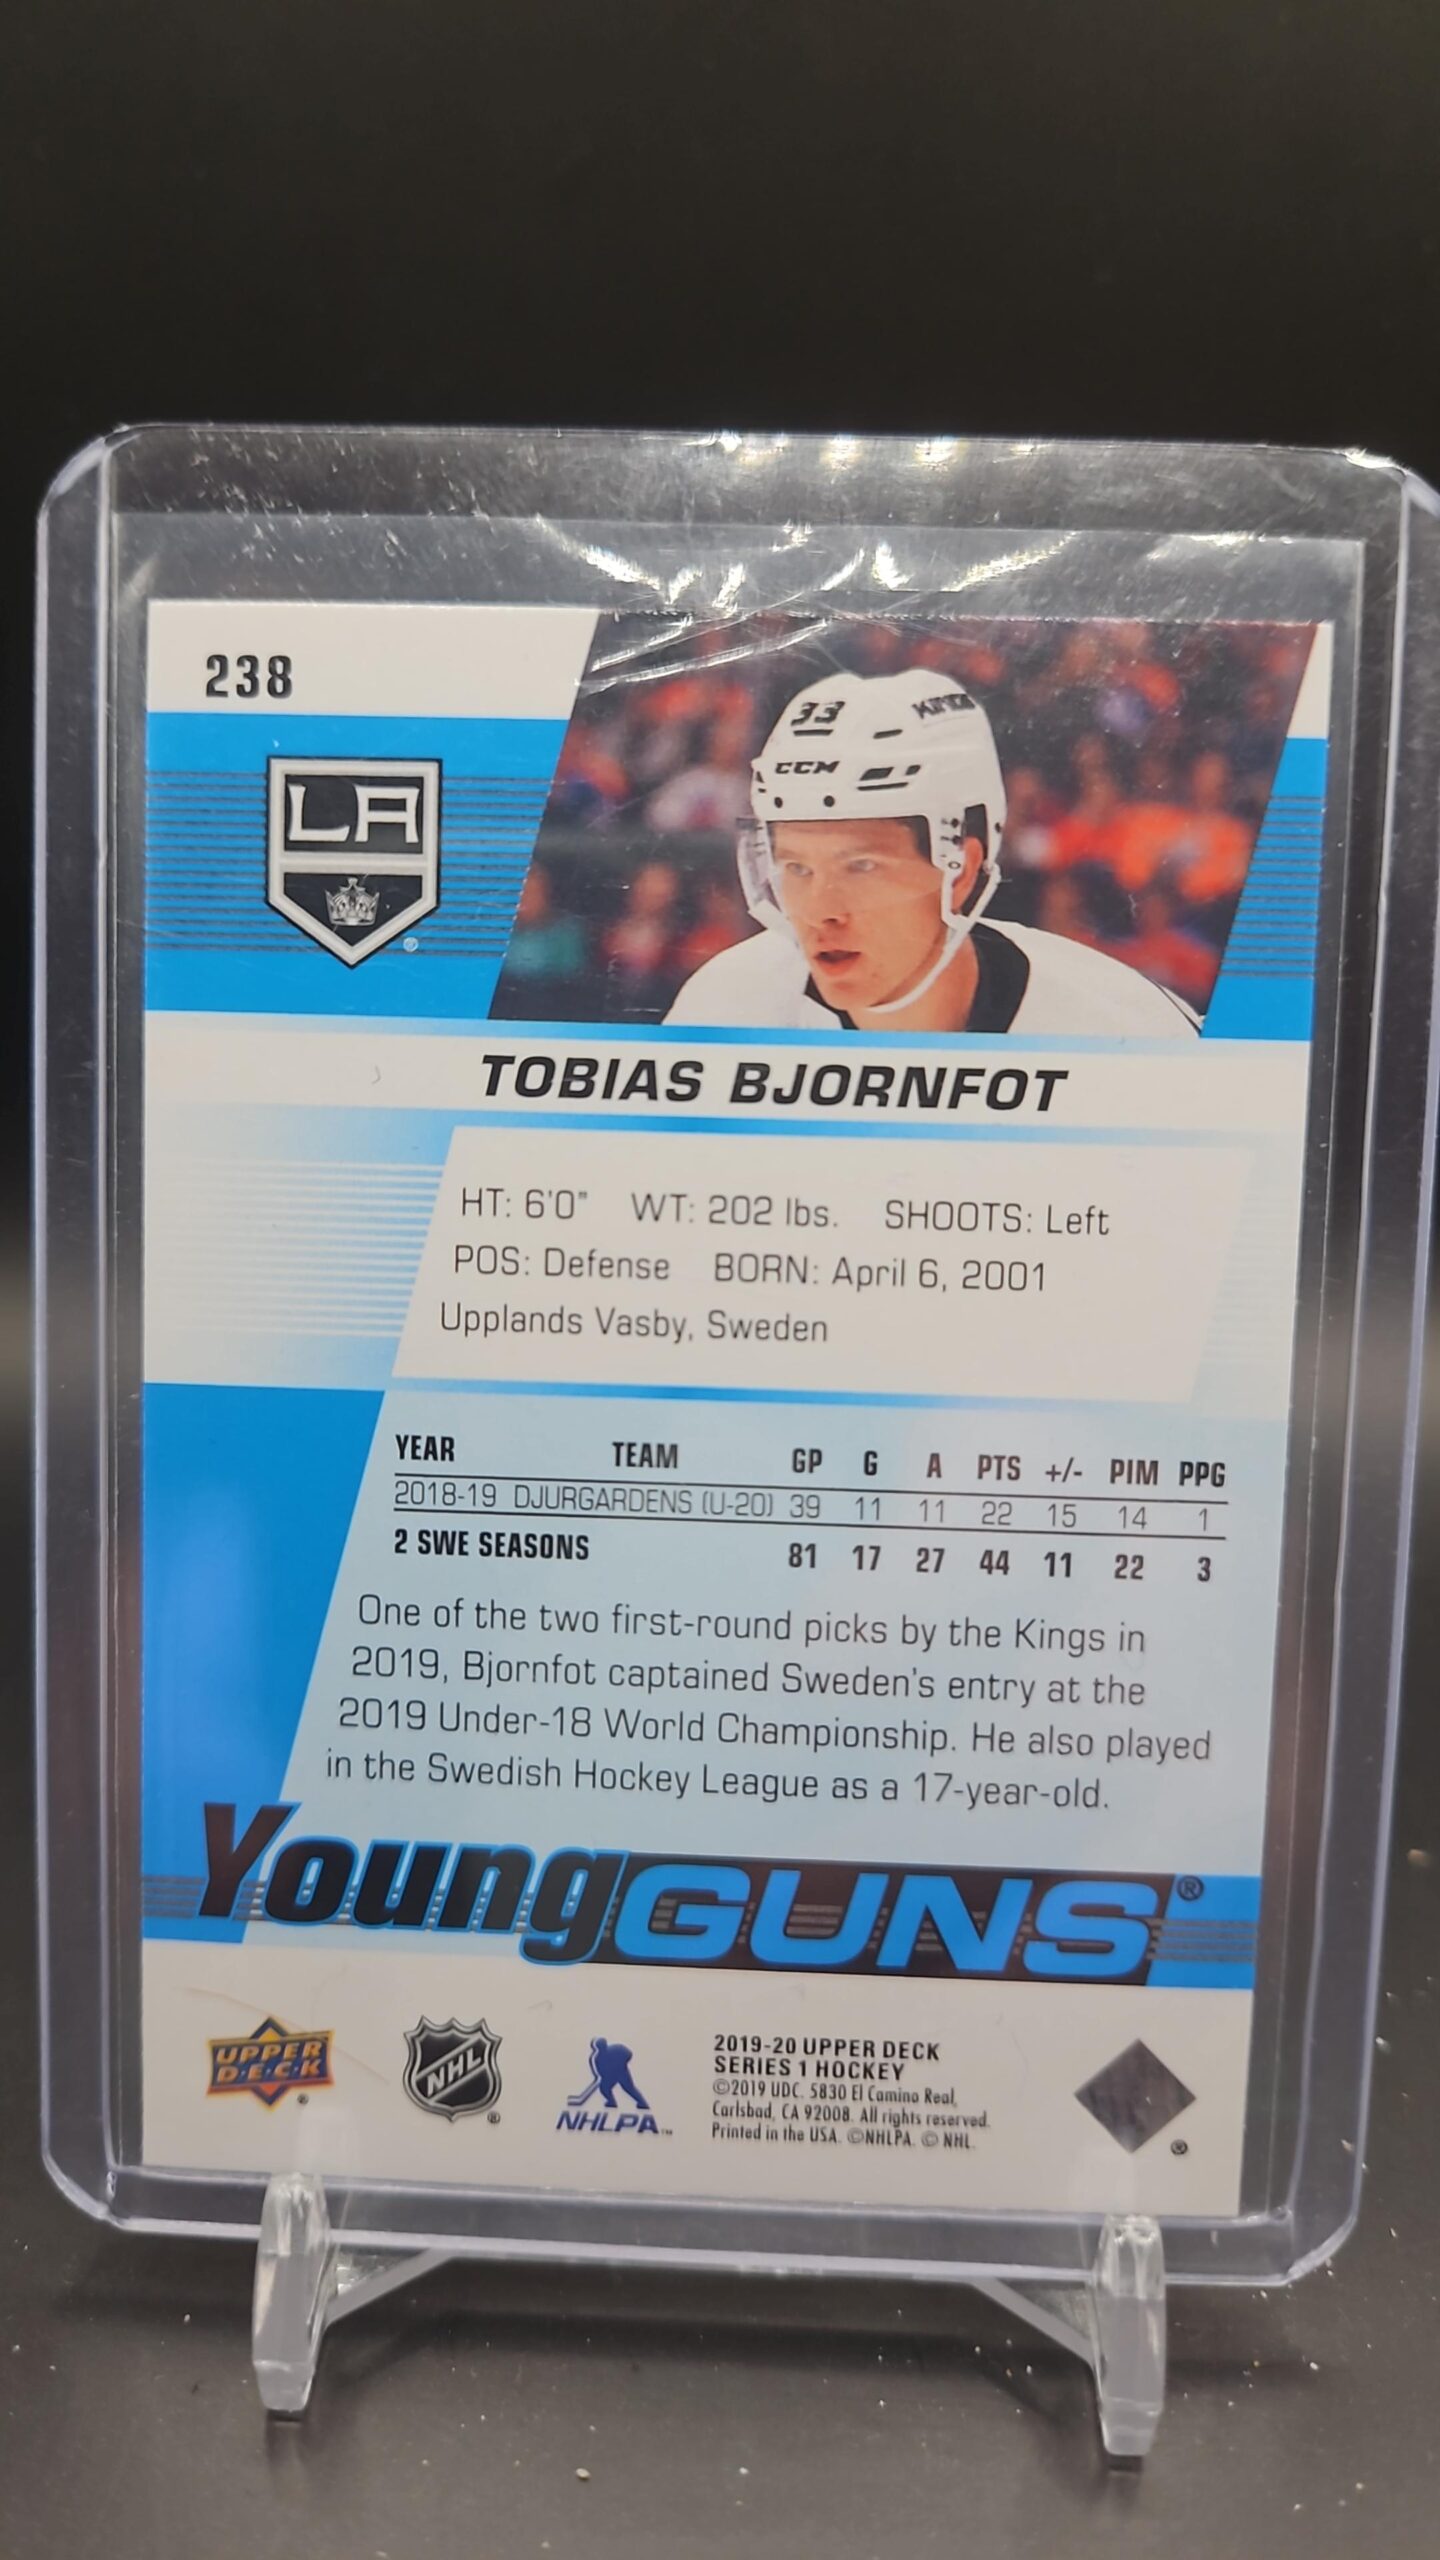 238
LA
33
KINGS
CCM
TOBIAS BJORNFOT
HT: 6'0" WT: 202 lbs. SHOOTS: Left
POS: Defense BORN: April 6, 2001
Upplands Vasby, Sweden
YEAR TEAM GP G A PTS +/- PIM PPG
2018-19 DJURGARDENS (U-20) 39 11 11 22 15 14 1
2 SWE SEASONS 81 17 27 44 11 22 3
One of the two first-round picks by the Kings in
2019, Bjornfot captained Sweden's entry at the
2019 Under-18 World Championship. He also played
in the Swedish Hockey League as a 17-year-old.
Young GUNS®
UPPER
D·E·C·K ®
NHL ®
NHLPA™
2019-20 UPPER DECK
SERIES 1 HOCKEY
©2019 UDC. 5830 El Camino Real,
Carlsbad, CA 92008. All rights reserved.
Printed in the USA. ©NHLPA. © NHL.
®